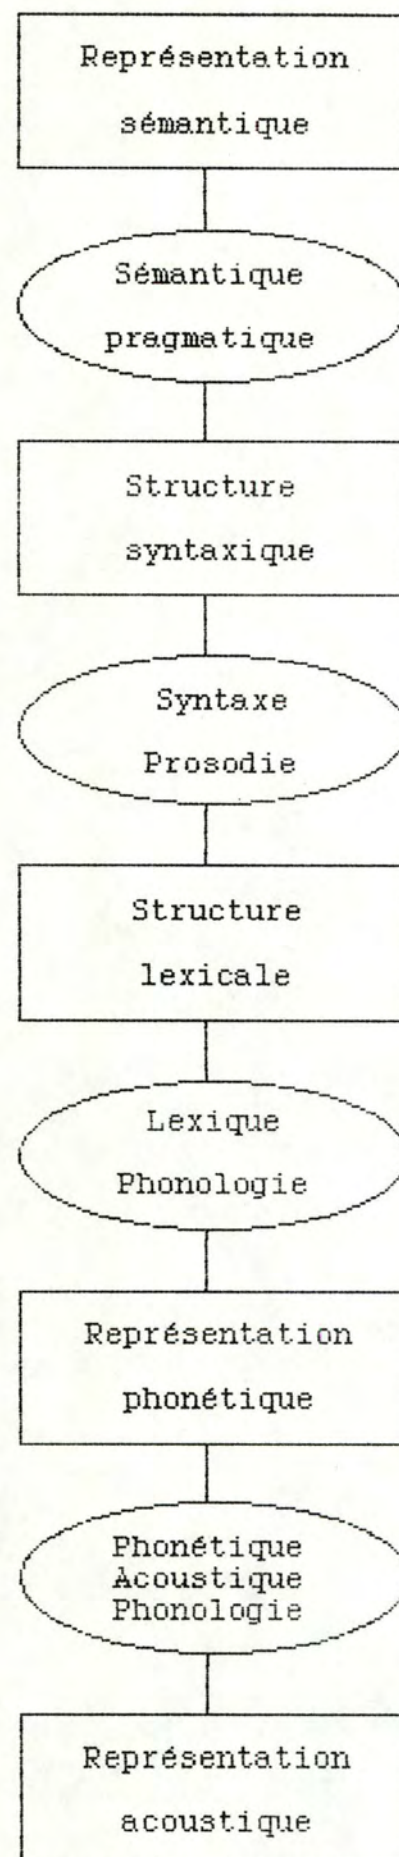 Représentation
sémantique
Sémantique
pragmatique
Structure
syntaxique
Syntaxe
Prosodie
Structure
lexicale
Lexique
Phonologie
Représentation
phonétique
Phonétique
Acoustique
Phonologie
Représentation
acoustique